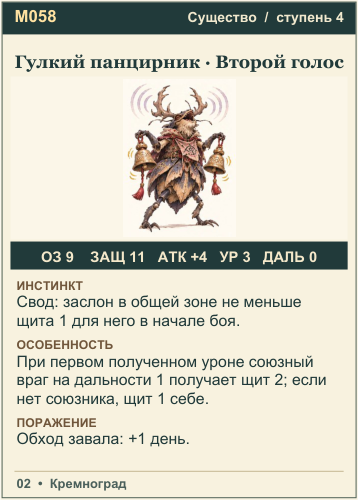 M058
Существо / ступень 4
Гулкий панцирник · Второй голос
ОЗ 9 ЗАЩ 11 АТК +4 УР 3 ДАЛЬ 0
ИНСТИНКТ
Свод: заслон в общей зоне не меньше
щита 1 для него в начале боя.
ОСОБЕННОСТЬ
При первом полученном уроне союзный
враг на дальности 1 получает щит 2; если
нет союзника, щит 1 себе.
ПОРАЖЕНИЕ
Обход завала: +1 день.
02 • Кремноград